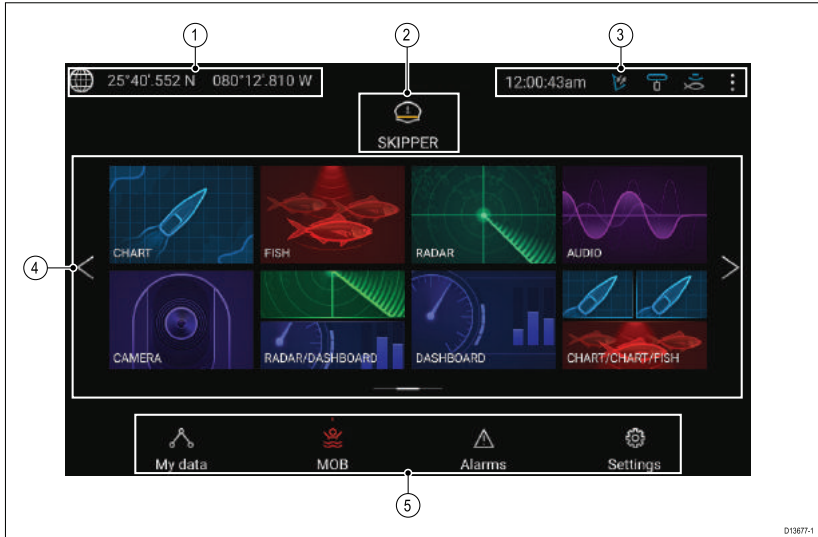 1 2 3
25°40'.552 N 080°12'.810 W 12:00:43am
SKIPPER
CHART FISH RADAR AUDIO
4
CAMERA RADAR/DASHBOARD DASHBOARD CHART/CHART/FISH
My data MOB Alarms Settings
5
D13677-1